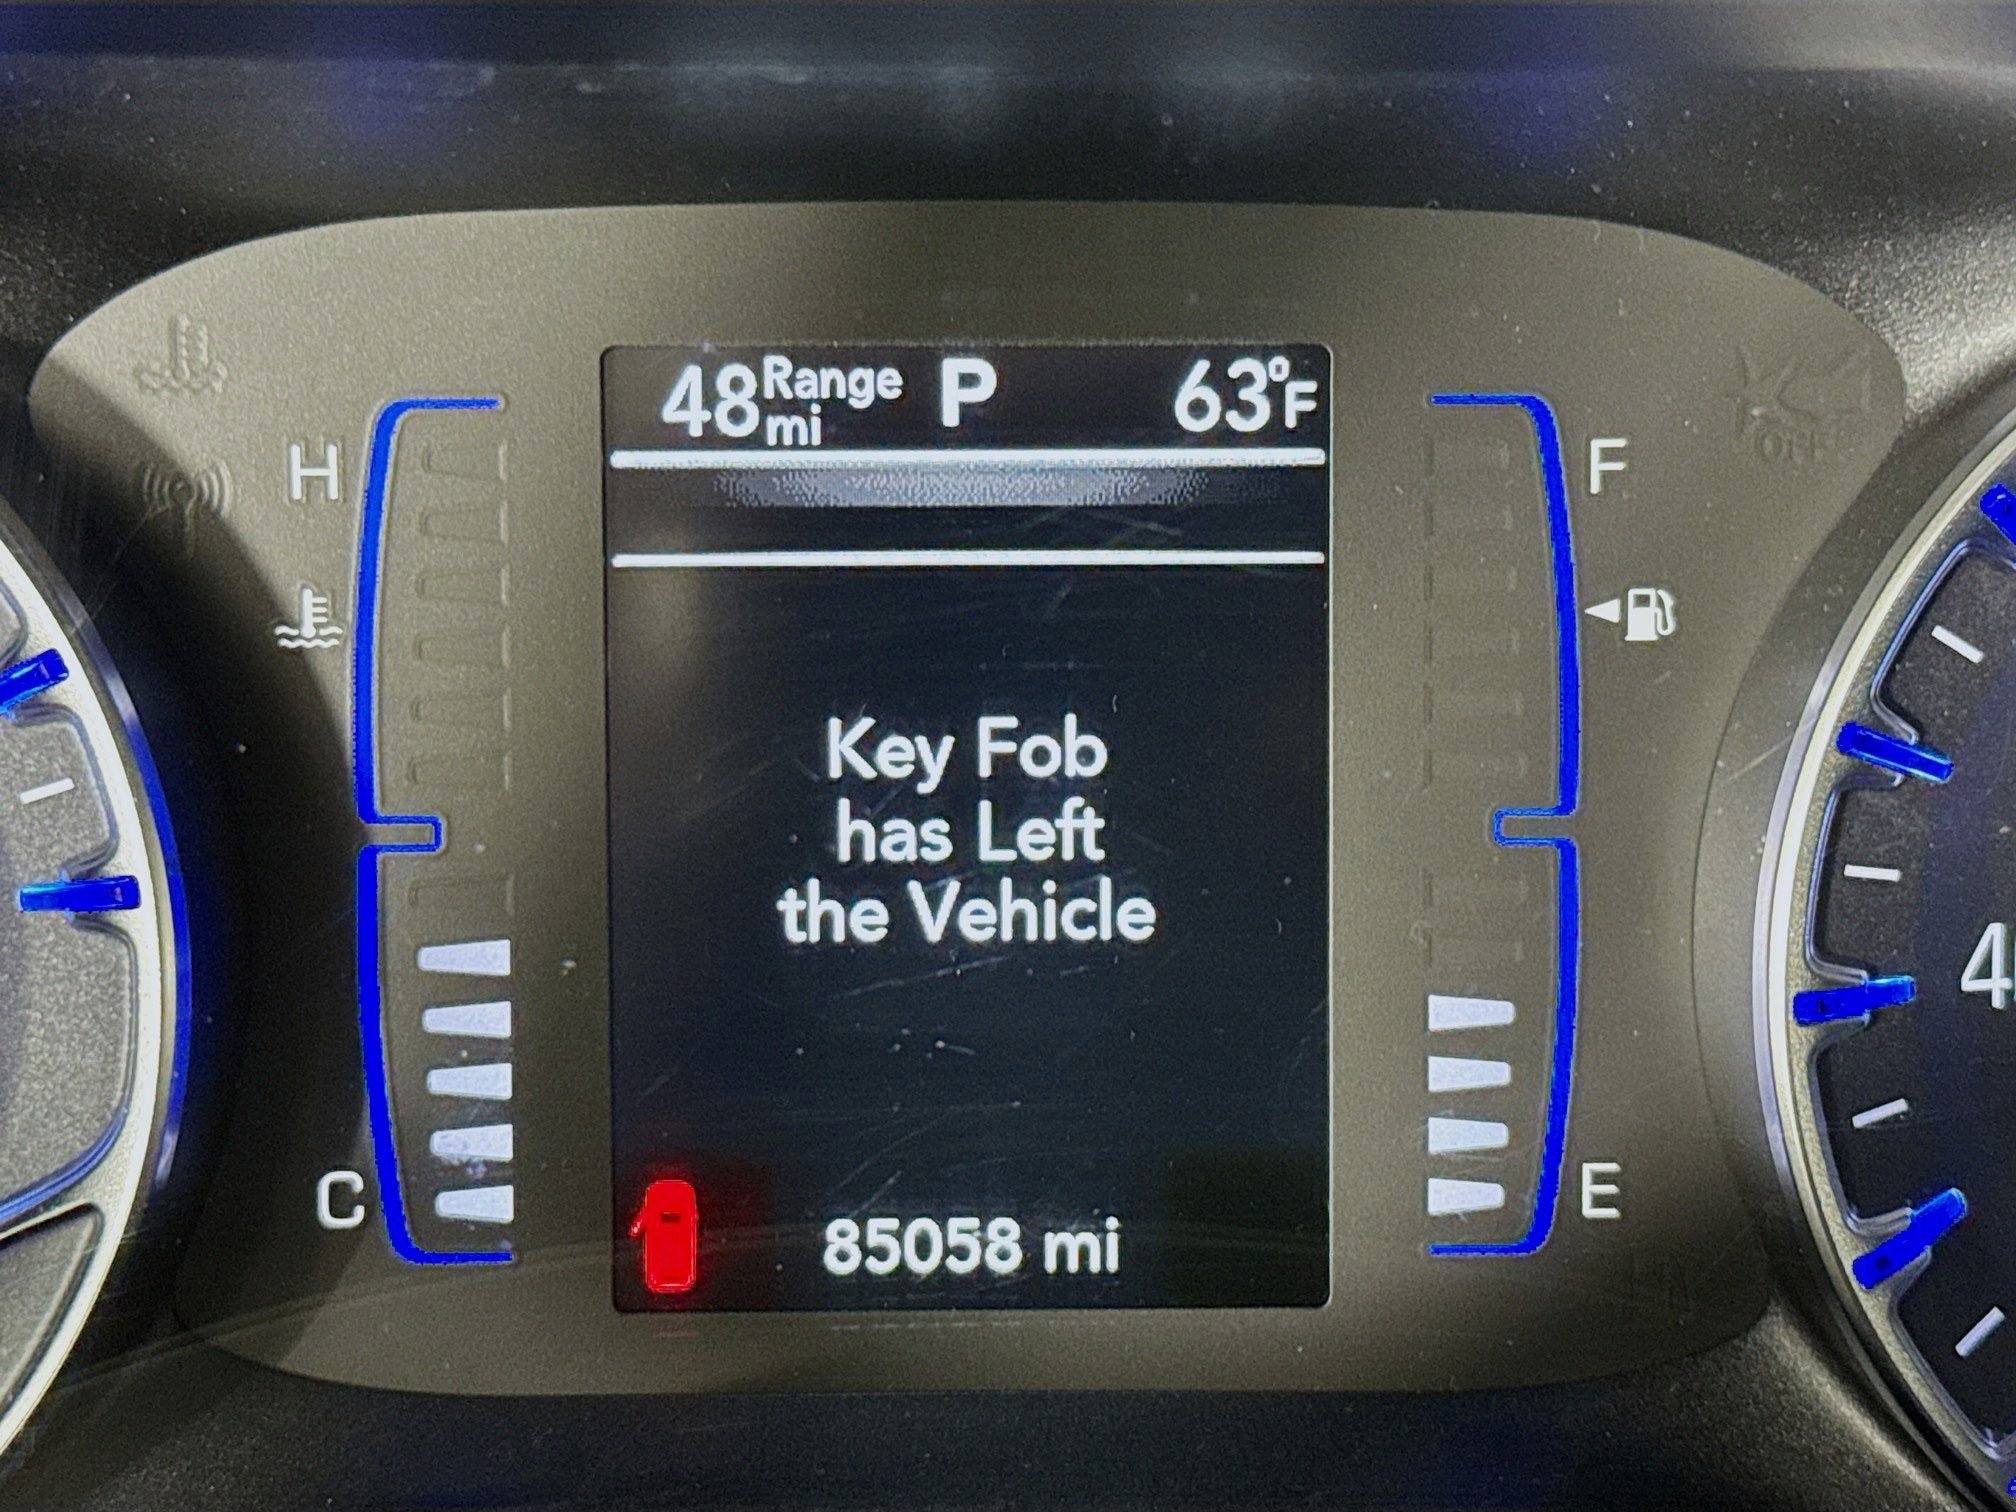 48 Range mi P 63°F
H F
Key Fob
has Left
the Vehicle
C E
85058 mi